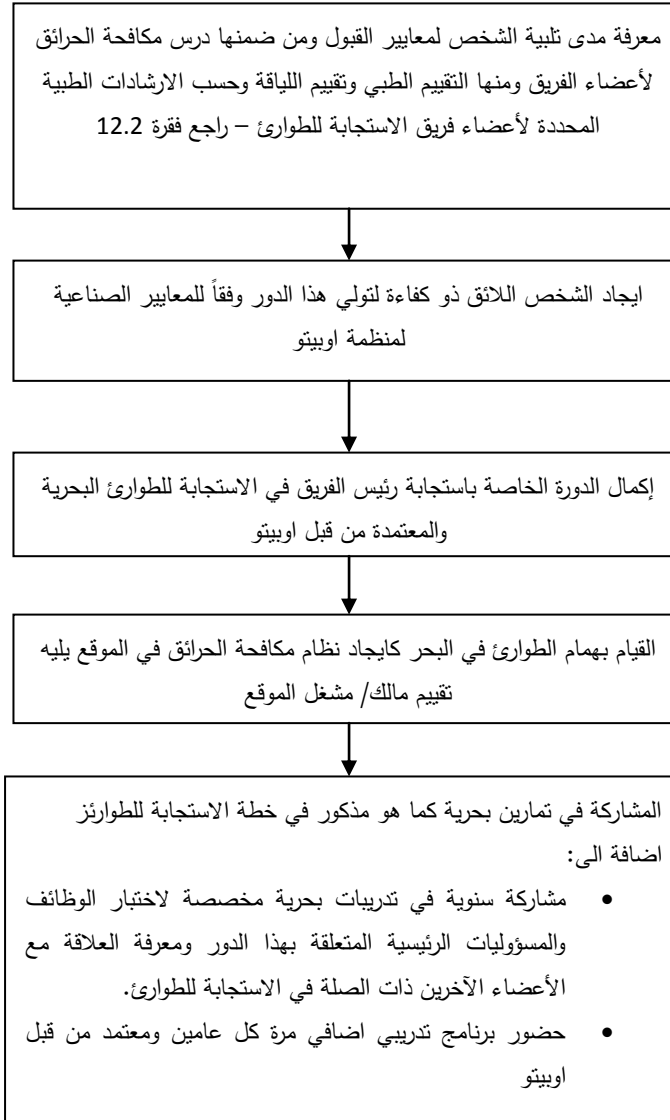 معرفة مدى تلبية الشخص لمعايير القبول ومن ضمنها درس مكافحة الحرائق
لأعضاء الفريق ومنها التقييم الطبي وتقييم اللياقة وحسب الارشادات الطبية
المحددة لأعضاء فريق الاستجابة للطوارئ – راجع فقرة 12.2
ايجاد الشخص اللائق ذو كفاءة لتولي هذا الدور وفقاً للمعايير الصناعية
لمنظمة اوبيتو
إكمال الدورة الخاصة باستجابة رئيس الفريق في الاستجابة للطوارئ البحرية
والمعتمدة من قبل اوبيتو
القيام بهمام الطوارئ في البحر كايجاد نظام مكافحة الحرائق في الموقع يليه
تقييم مالك/ مشغل الموقع
المشاركة في تمارين بحرية كما هو مذكور في خطة الاستجابة للطوارئز
اضافة الى:
• مشاركة سنوية في تدريبات بحرية مخصصة لاختبار الوظائف
والمسؤوليات الرئيسية المتعلقة بهذا الدور ومعرفة العلاقة مع
الأعضاء الآخرين ذات الصلة في الاستجابة للطوارئ.
• حضور برنامج تدريبي اضافي مرة كل عامين ومعتمد من قبل
اوبيتو